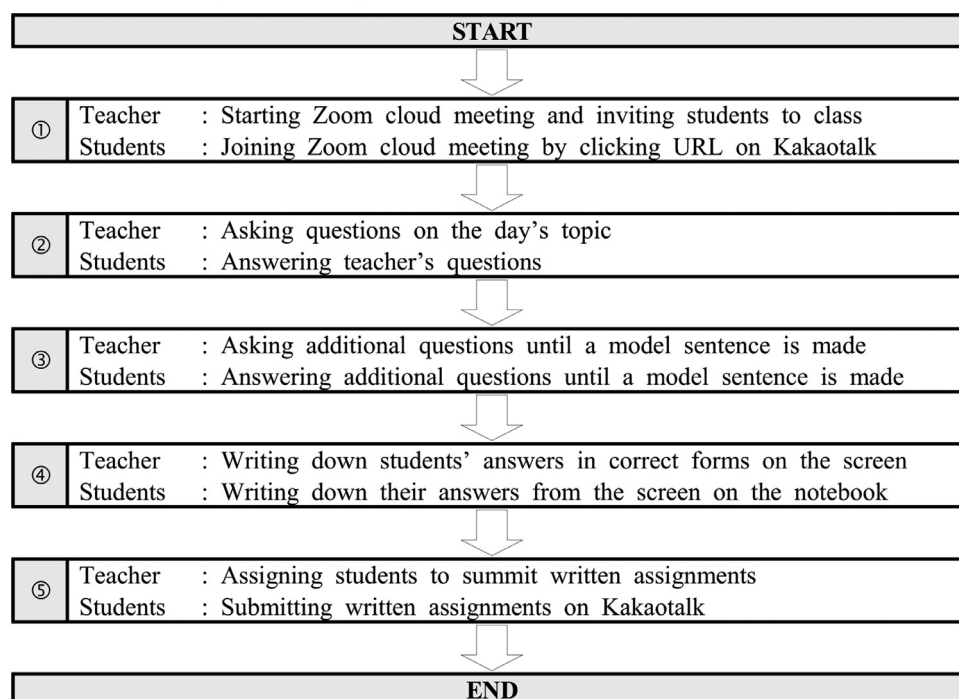 START
① Teacher : Starting Zoom cloud meeting and inviting students to class
Students : Joining Zoom cloud meeting by clicking URL on Kakaotalk
② Teacher : Asking questions on the day's topic
Students : Answering teacher's questions
③ Teacher : Asking additional questions until a model sentence is made
Students : Answering additional questions until a model sentence is made
④ Teacher : Writing down students' answers in correct forms on the screen
Students : Writing down their answers from the screen on the notebook
⑤ Teacher : Assigning students to summit written assignments
Students : Submitting written assignments on Kakaotalk
END